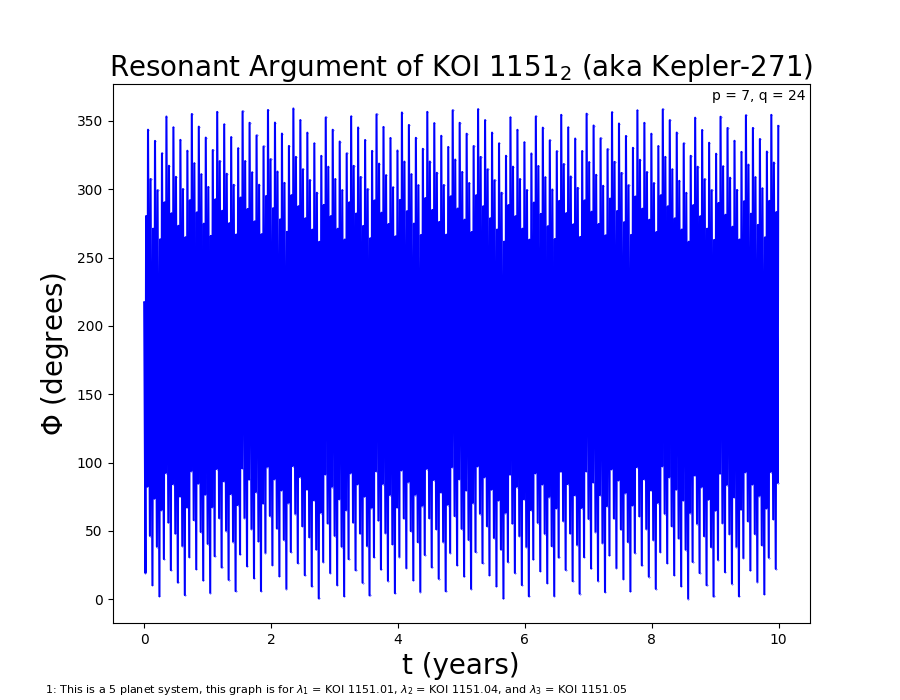 Resonant Argument of KOI 1151₂ (aka Kepler-271)
p = 7, q = 24
350
300
250
200
150
100
50
0
Φ (degrees)
0 2 4 6 8 10
t (years)
1: This is a 5 planet system, this graph is for λ₁ = KOI 1151.01, λ₂ = KOI 1151.04, and λ₃ = KOI 1151.05